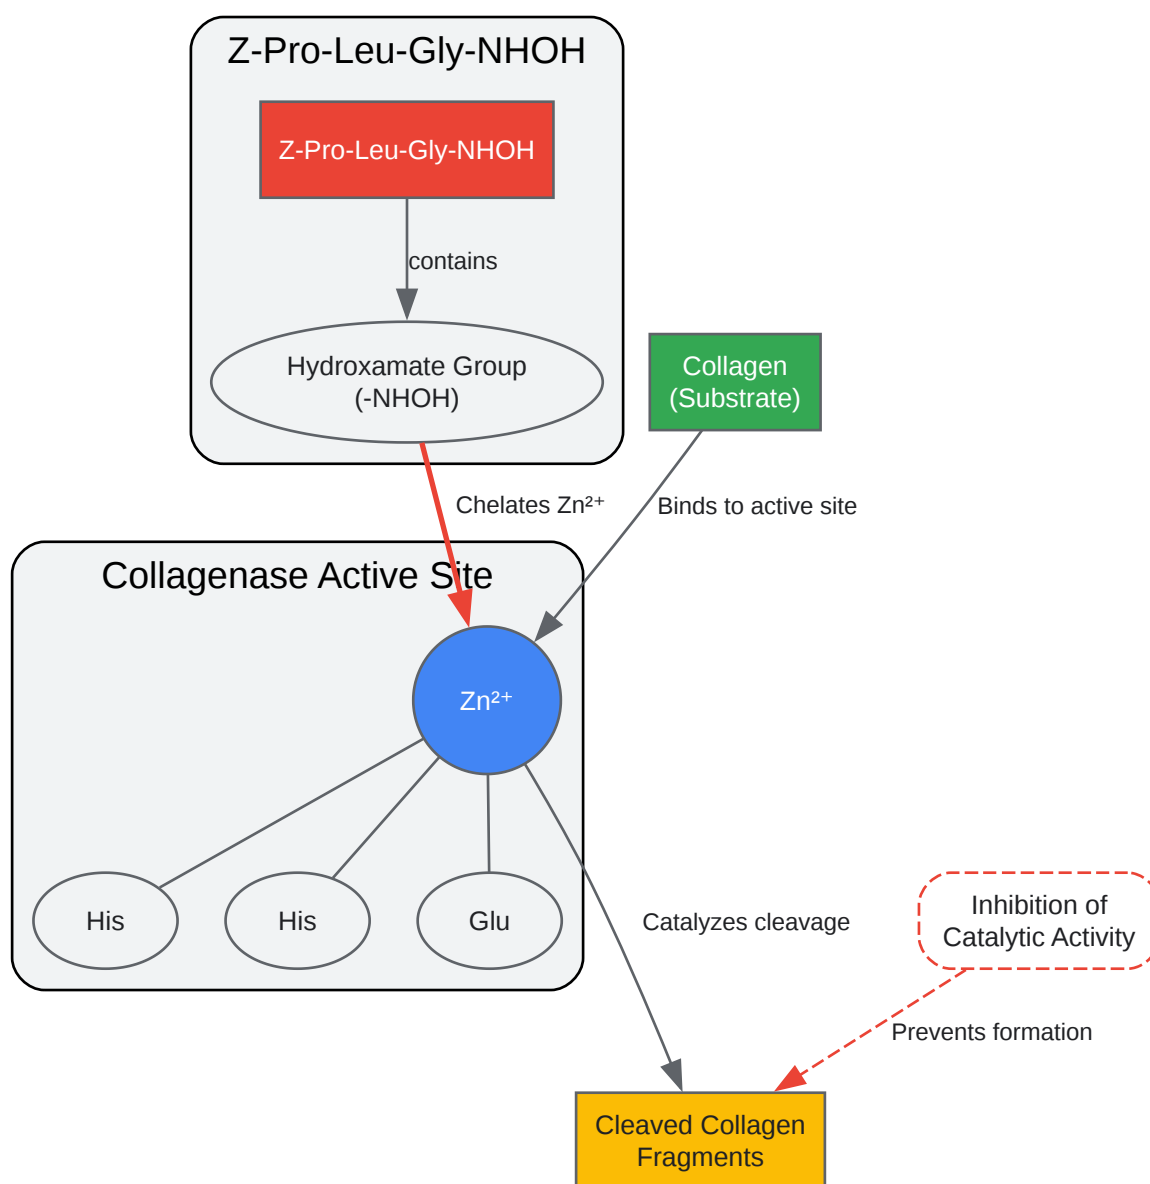 Z-Pro-Leu-Gly-NHOH
Z-Pro-Leu-Gly-NHOH
contains
Hydroxamate Group
(-NHOH)
Collagen
(Substrate)
Chelates Zn²⁺
Binds to active site
Collagenase Active Site
Zn²⁺
His
His
Glu
Catalyzes cleavage
Inhibition of
Catalytic Activity
Prevents formation
Cleaved Collagen
Fragments